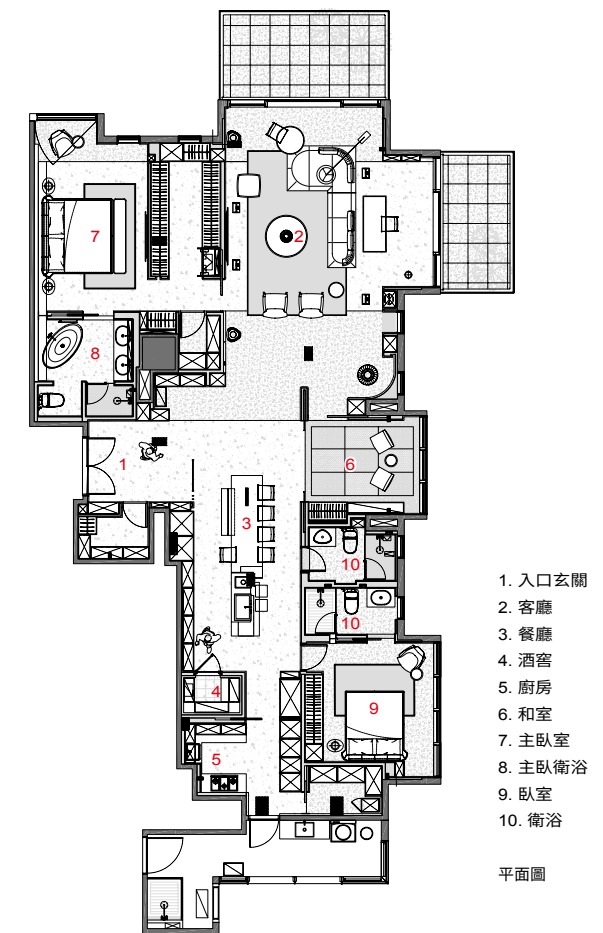 7
2
8
1
6
3
10
10
4
9
5
1. 入口玄關
2. 客廳
3. 餐廳
4. 酒窖
5. 廚房
6. 和室
7. 主臥室
8. 主臥衛浴
9. 臥室
10. 衛浴
平面圖